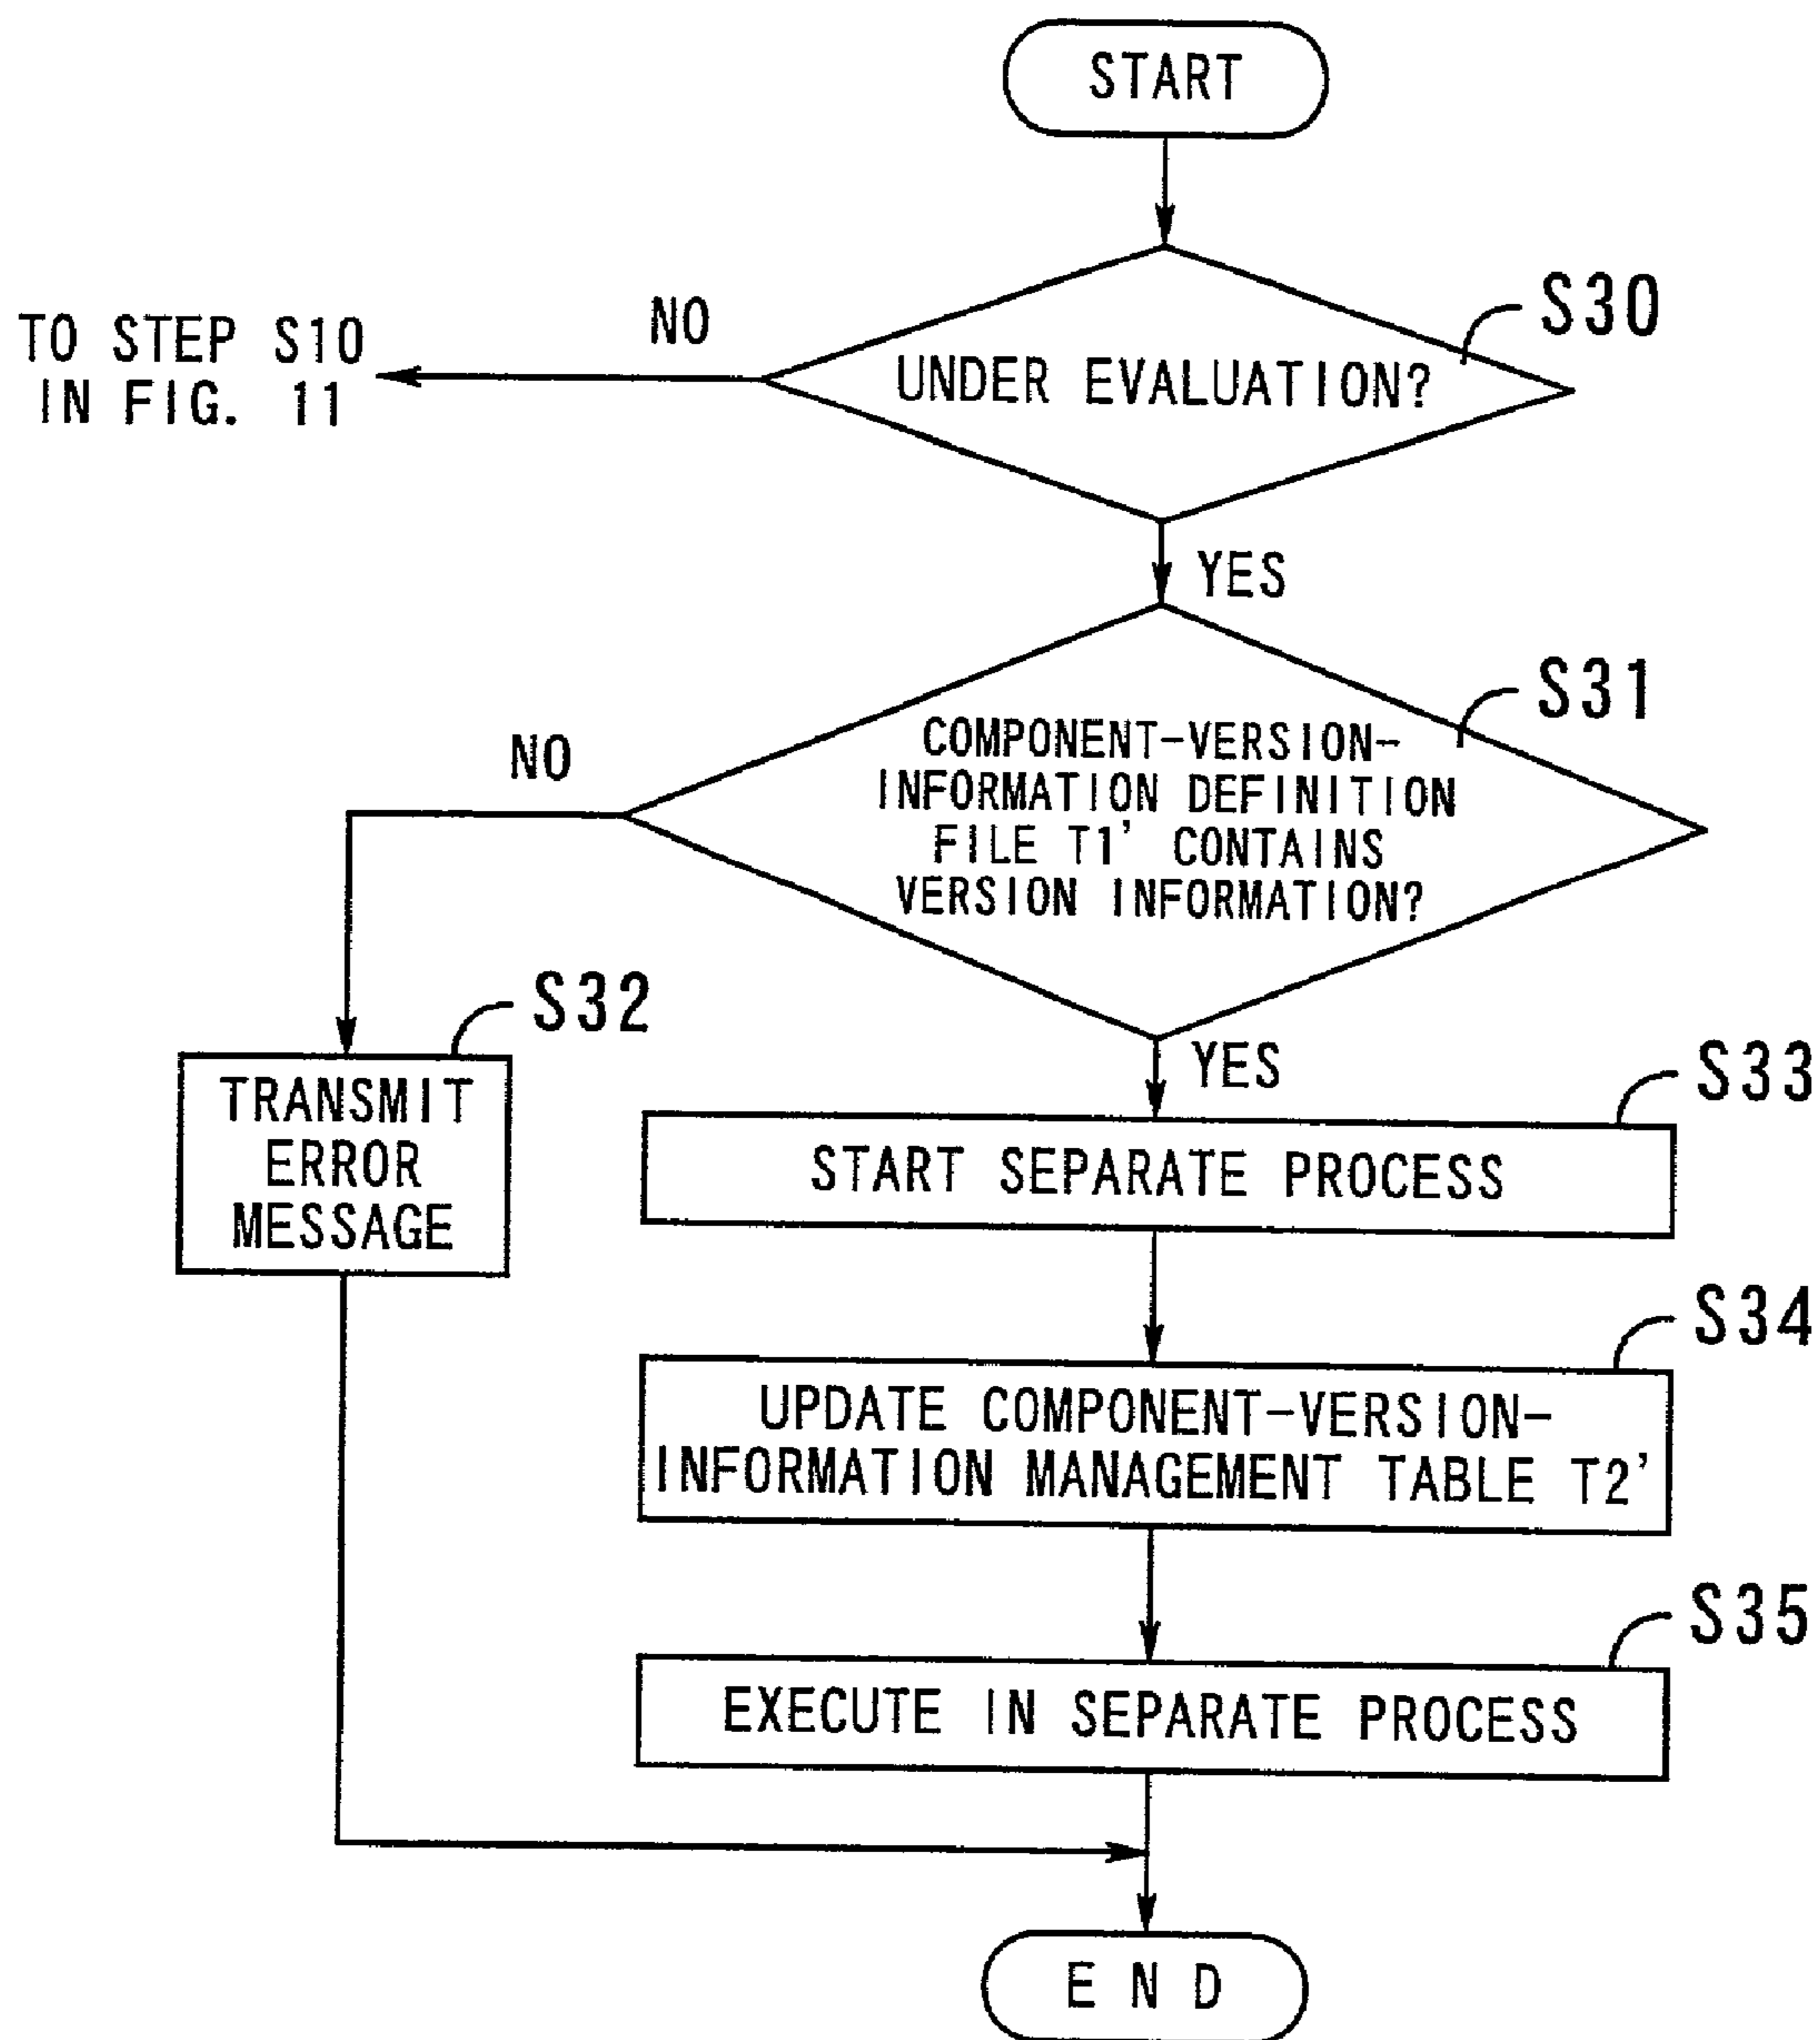 START
S30
NO
TO STEP S10
IN FIG. 11
UNDER EVALUATION?
YES
S31
NO
COMPONENT-VERSION-
INFORMATION DEFINITION
FILE T1' CONTAINS
VERSION INFORMATION?
S32
YES
S33
TRANSMIT
ERROR
MESSAGE
START SEPARATE PROCESS
S34
UPDATE COMPONENT-VERSION-
INFORMATION MANAGEMENT TABLE T2'
S35
EXECUTE IN SEPARATE PROCESS
END